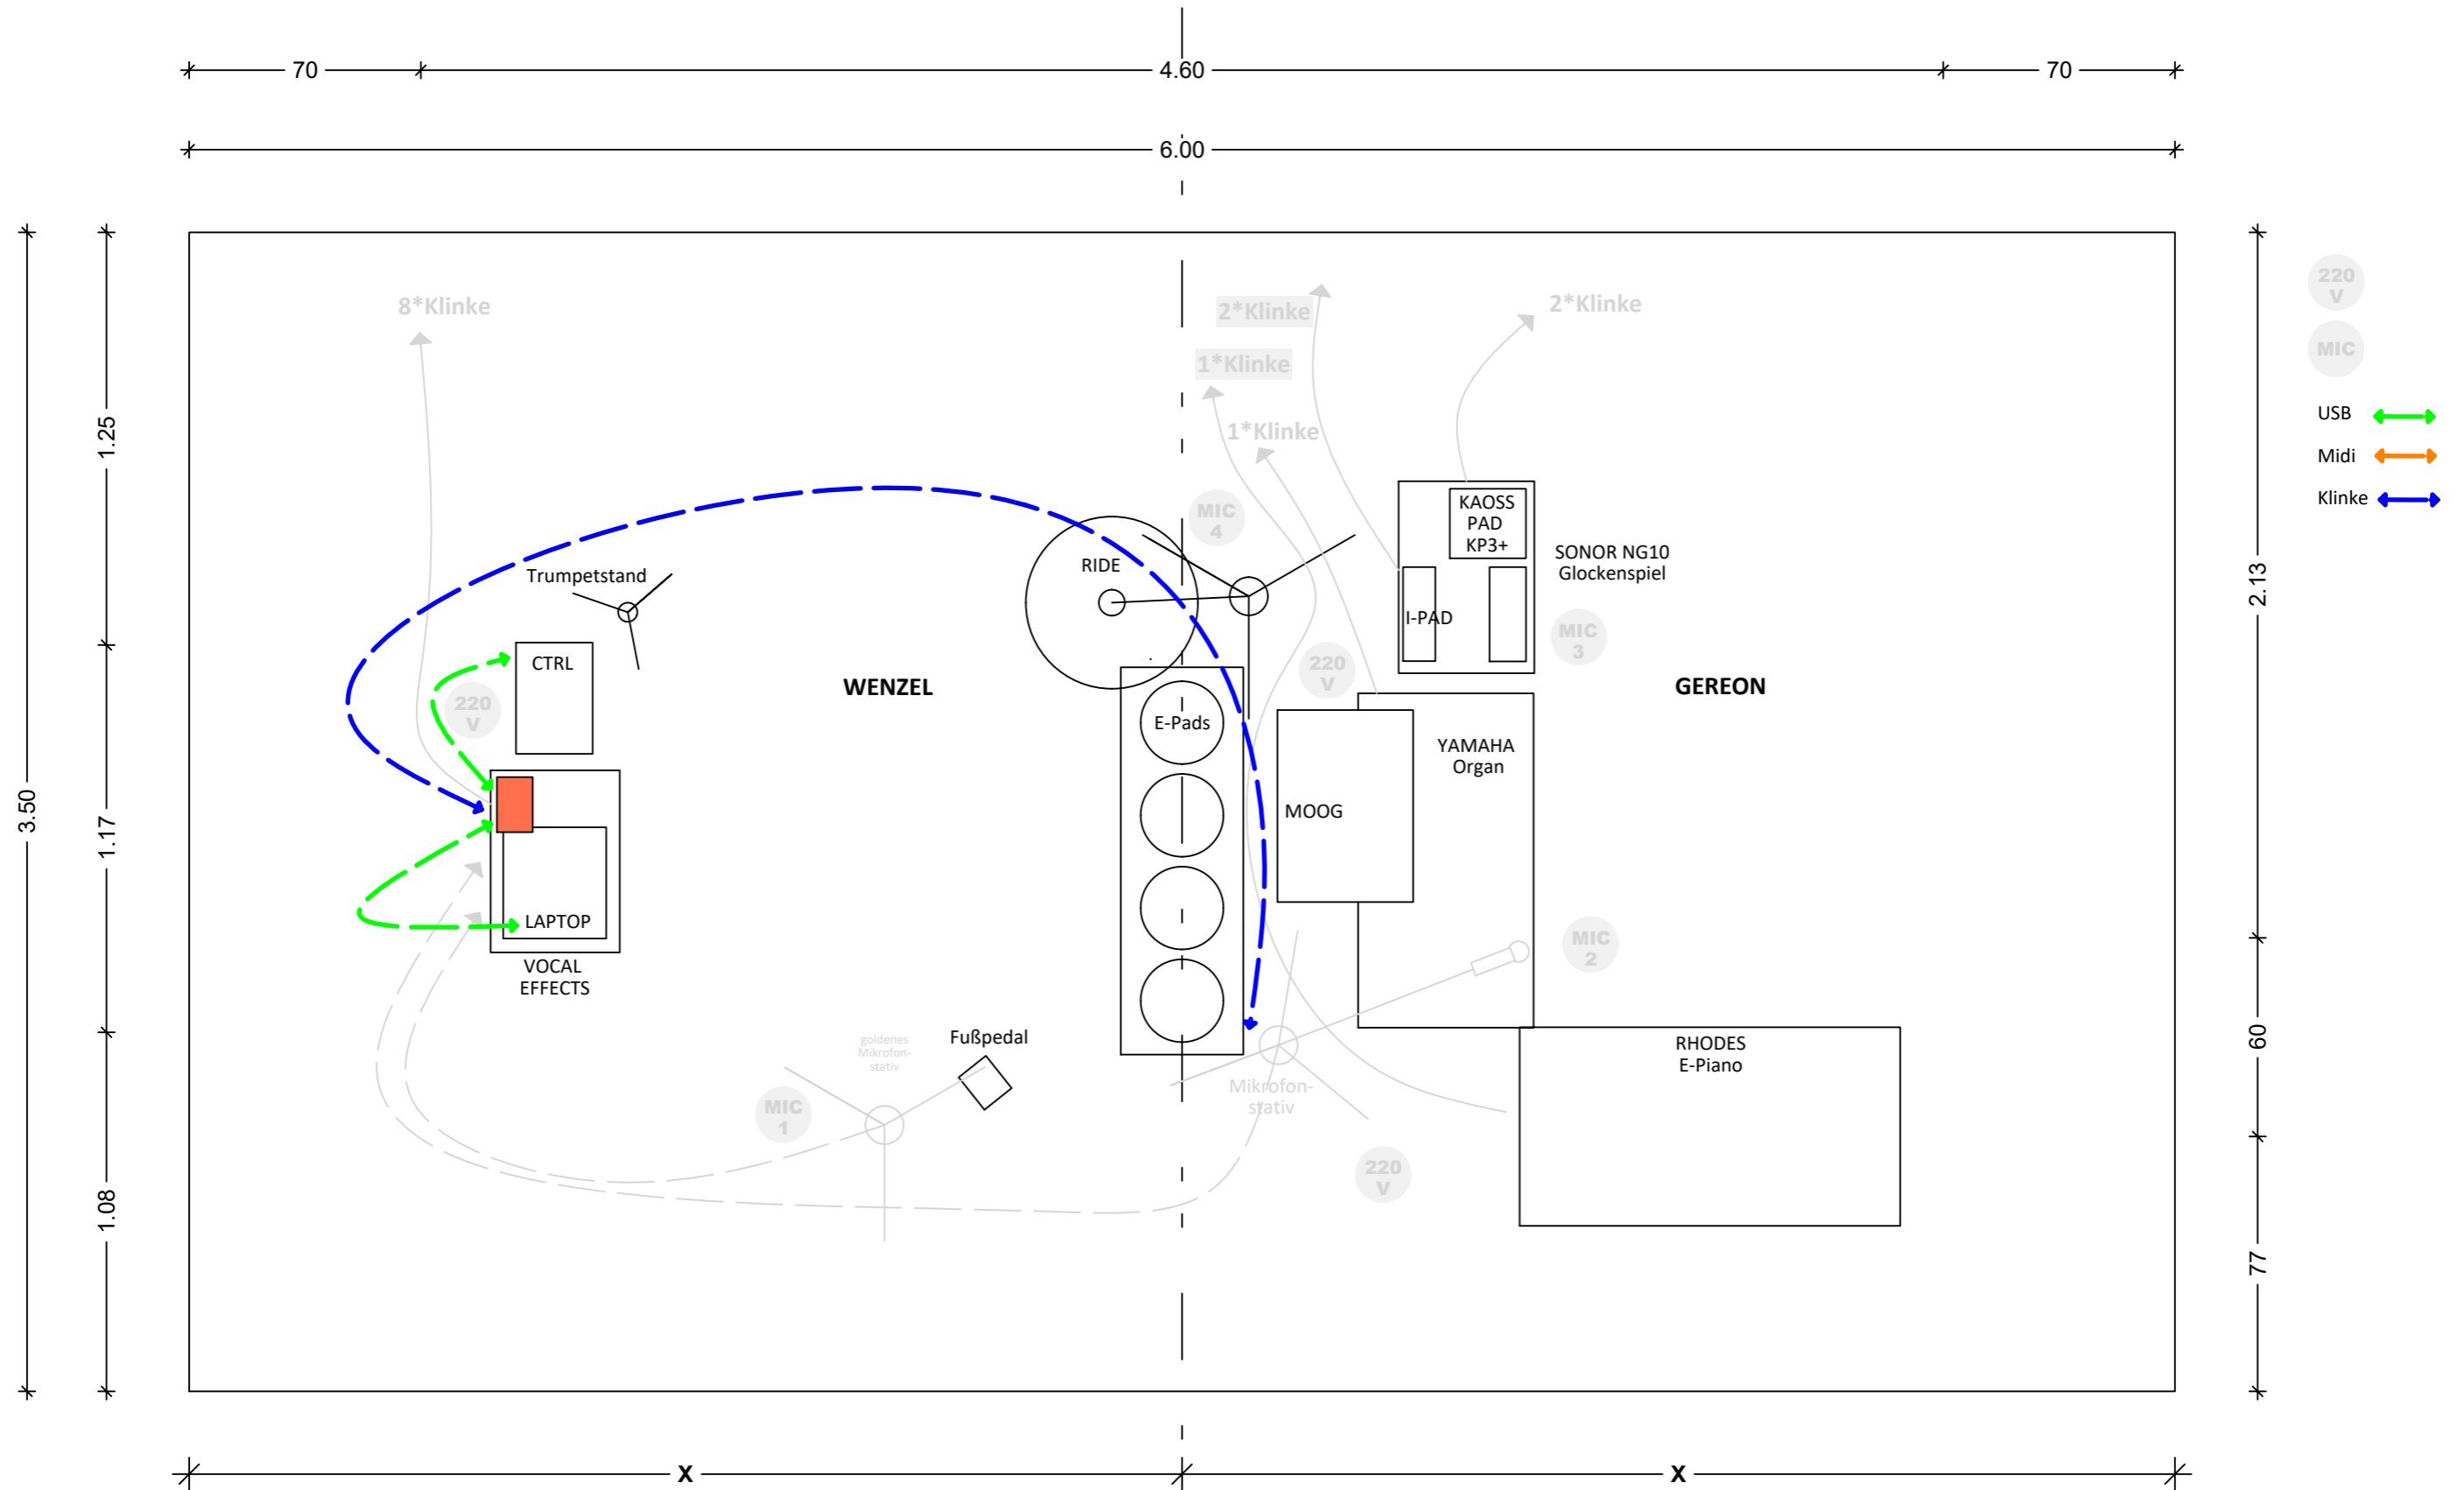 70
4.60
70
6.00
3.50
1.25
1.17
1.08
2.13
60
77
8*Klinke
2*Klinke
1*Klinke
1*Klinke
2*Klinke
220
V
MIC
USB
Midi
Klinke
MIC
4
RIDE
KAOSS
PAD
KP3+
SONOR NG10
Glockenspiel
I-PAD
MIC
3
Trumpetstand
CTRL
220
V
WENZEL
E-Pads
220
V
GEREON
YAMAHA
Organ
MOOG
LAPTOP
VOCAL
EFFECTS
MIC
2
goldenes
Mikrofon-
stativ
Fußpedal
MIC
1
Mikrofon-
stativ
RHODES
E-Piano
220
V
X
X